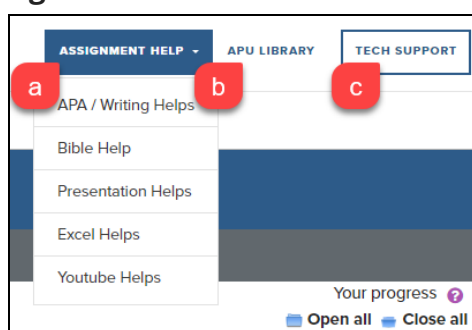 ASSIGNMENT HELP
APU LIBRARY
TECH SUPPORT
a
b
c
APA / Writing Helps
Bible Help
Presentation Helps
Excel Helps
Youtube Helps
Your progress ?
Open all Close all